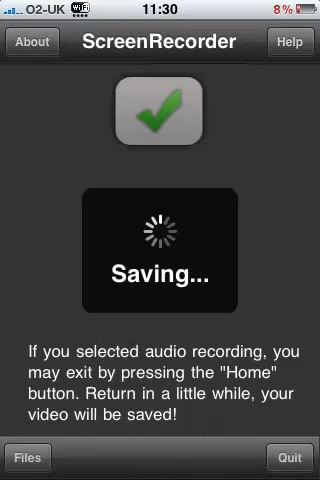 O2-UK 11:30 8%
About ScreenRecorder Help
Saving...
If you selected audio recording, you
may exit by pressing the "Home"
button. Return in a little while, your
video will be saved!
Files Quit